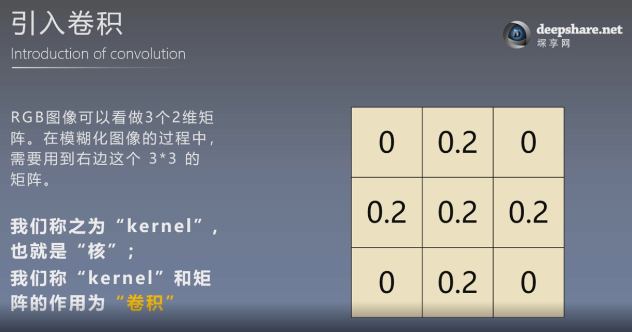 引入卷积
Introduction of convolution
deepshare.net
深享网
RGB图像可以看做3个2维矩
阵。在模糊化图像的过程中，
需要用到右边这个 3*3 的
矩阵。
我们称之为“kernel”，
也就是“核”；
我们称“kernel”和矩
阵的作用为“卷积”
0 0.2 0
0.2 0.2 0.2
0 0.2 0